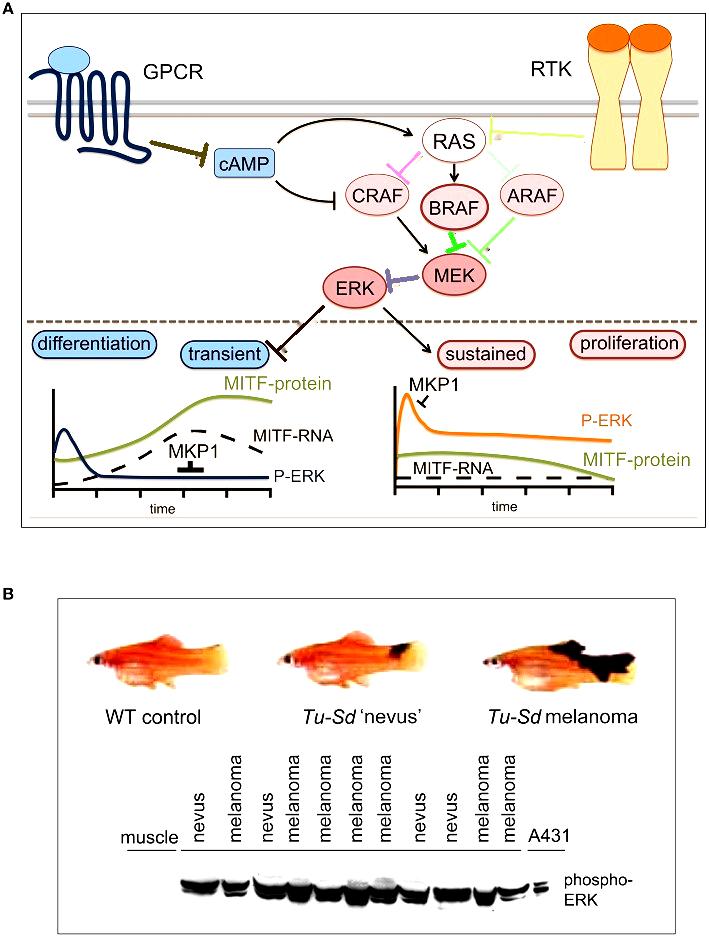 A
GPCR
RTK
cAMP
RAS
CRAF
BRAF
ARAF
MEK
ERK
differentiation
transient
sustained
proliferation
MITF-protein
MITF-RNA
MKP1
P-ERK
time
MKP1
P-ERK
MITF-RNA
MITF-protein
time
B
WT control
Tu-Sd ‘nevus’
Tu-Sd melanoma
muscle
nevus
melanoma
nevus
melanoma
melanoma
melanoma
melanoma
nevus
nevus
melanoma
melanoma
A431
phospho-
ERK